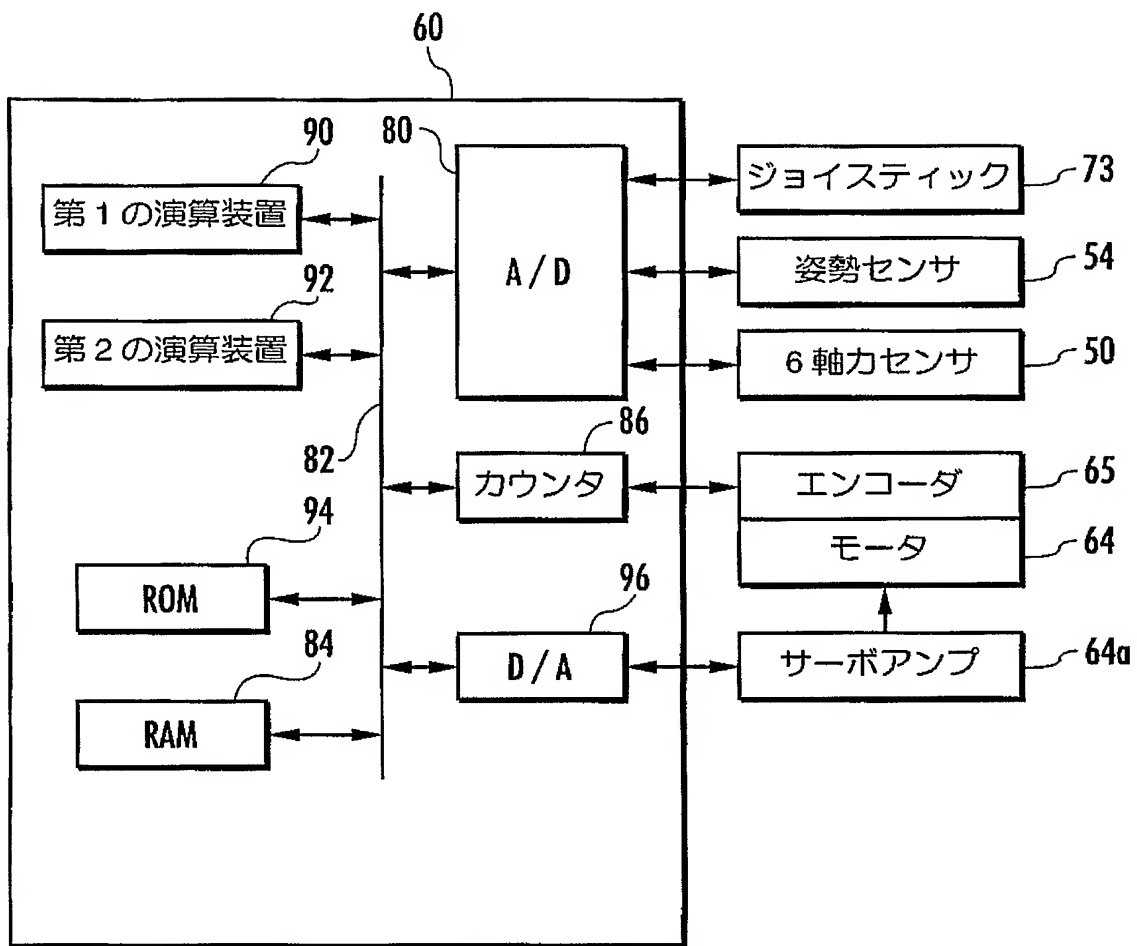 60
90
80
第1の演算装置
A/D
ジョイスティック
73
92
姿勢センサ
54
第2の演算装置
6軸力センサ
50
82
86
カウンタ
エンコーダ
65
94
モータ
64
ROM
96
84
D/A
サーボアンプ
64a
RAM